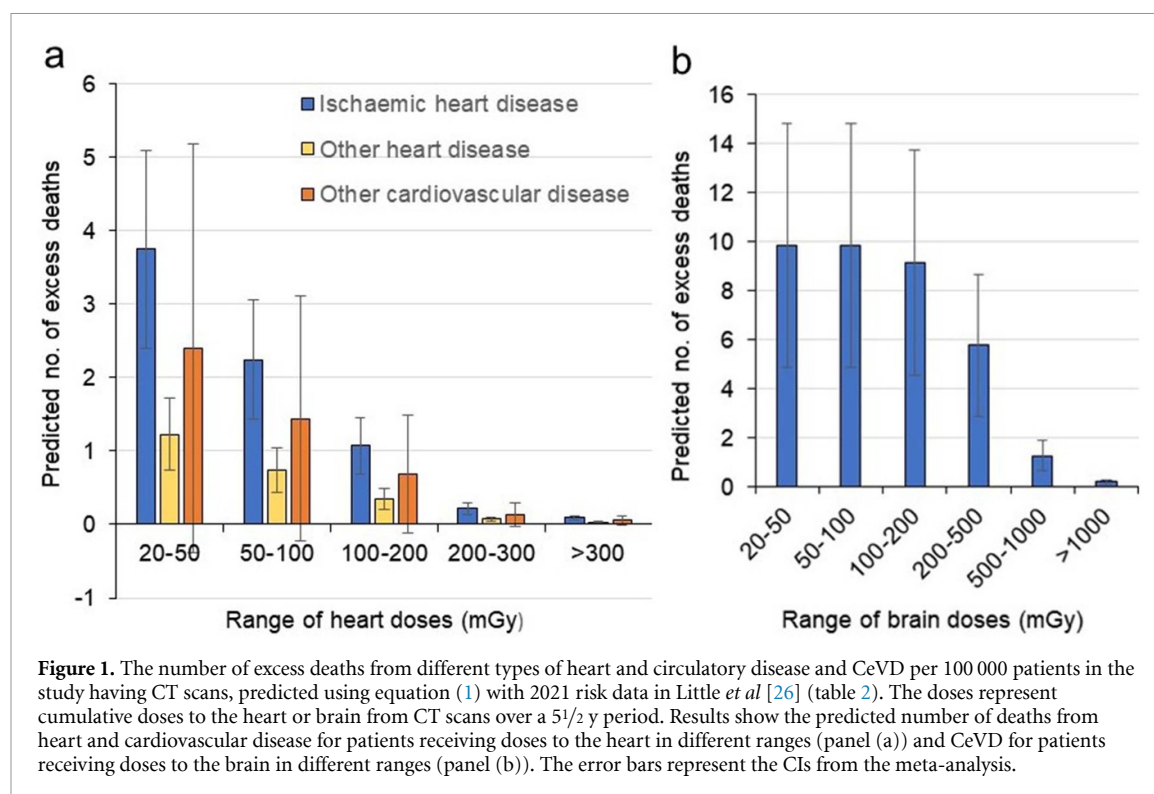 a
Predicted no. of excess deaths
6
5
4
3
2
1
0
-1
Ischaemic heart disease
Other heart disease
Other cardiovascular disease
20-50
50-100
100-200
200-300
>300
Range of heart doses (mGy)
b
Predicted no. of excess deaths
16
14
12
10
8
6
4
2
0
20-50
50-100
100-200
200-500
500-1000
>1000
Range of brain doses (mGy)
Figure 1. The number of excess deaths from different types of heart and circulatory disease and CeVD per 100 000 patients in the
study having CT scans, predicted using equation (1) with 2021 risk data in Little et al [26] (table 2). The doses represent
cumulative doses to the heart or brain from CT scans over a 51/2 y period. Results show the predicted number of deaths from
heart and cardiovascular disease for patients receiving doses to the heart in different ranges (panel (a)) and CeVD for patients
receiving doses to the brain in different ranges (panel (b)). The error bars represent the CIs from the meta-analysis.